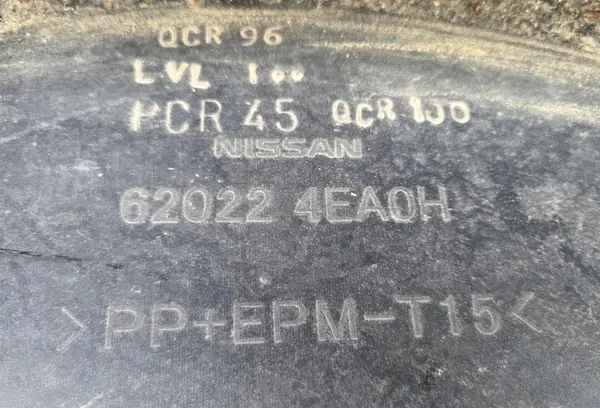 QCR 96
LVL 100
PCR 45 QCR 100
NISSAN
62022 4EA0H
>PP+EPM-T15<